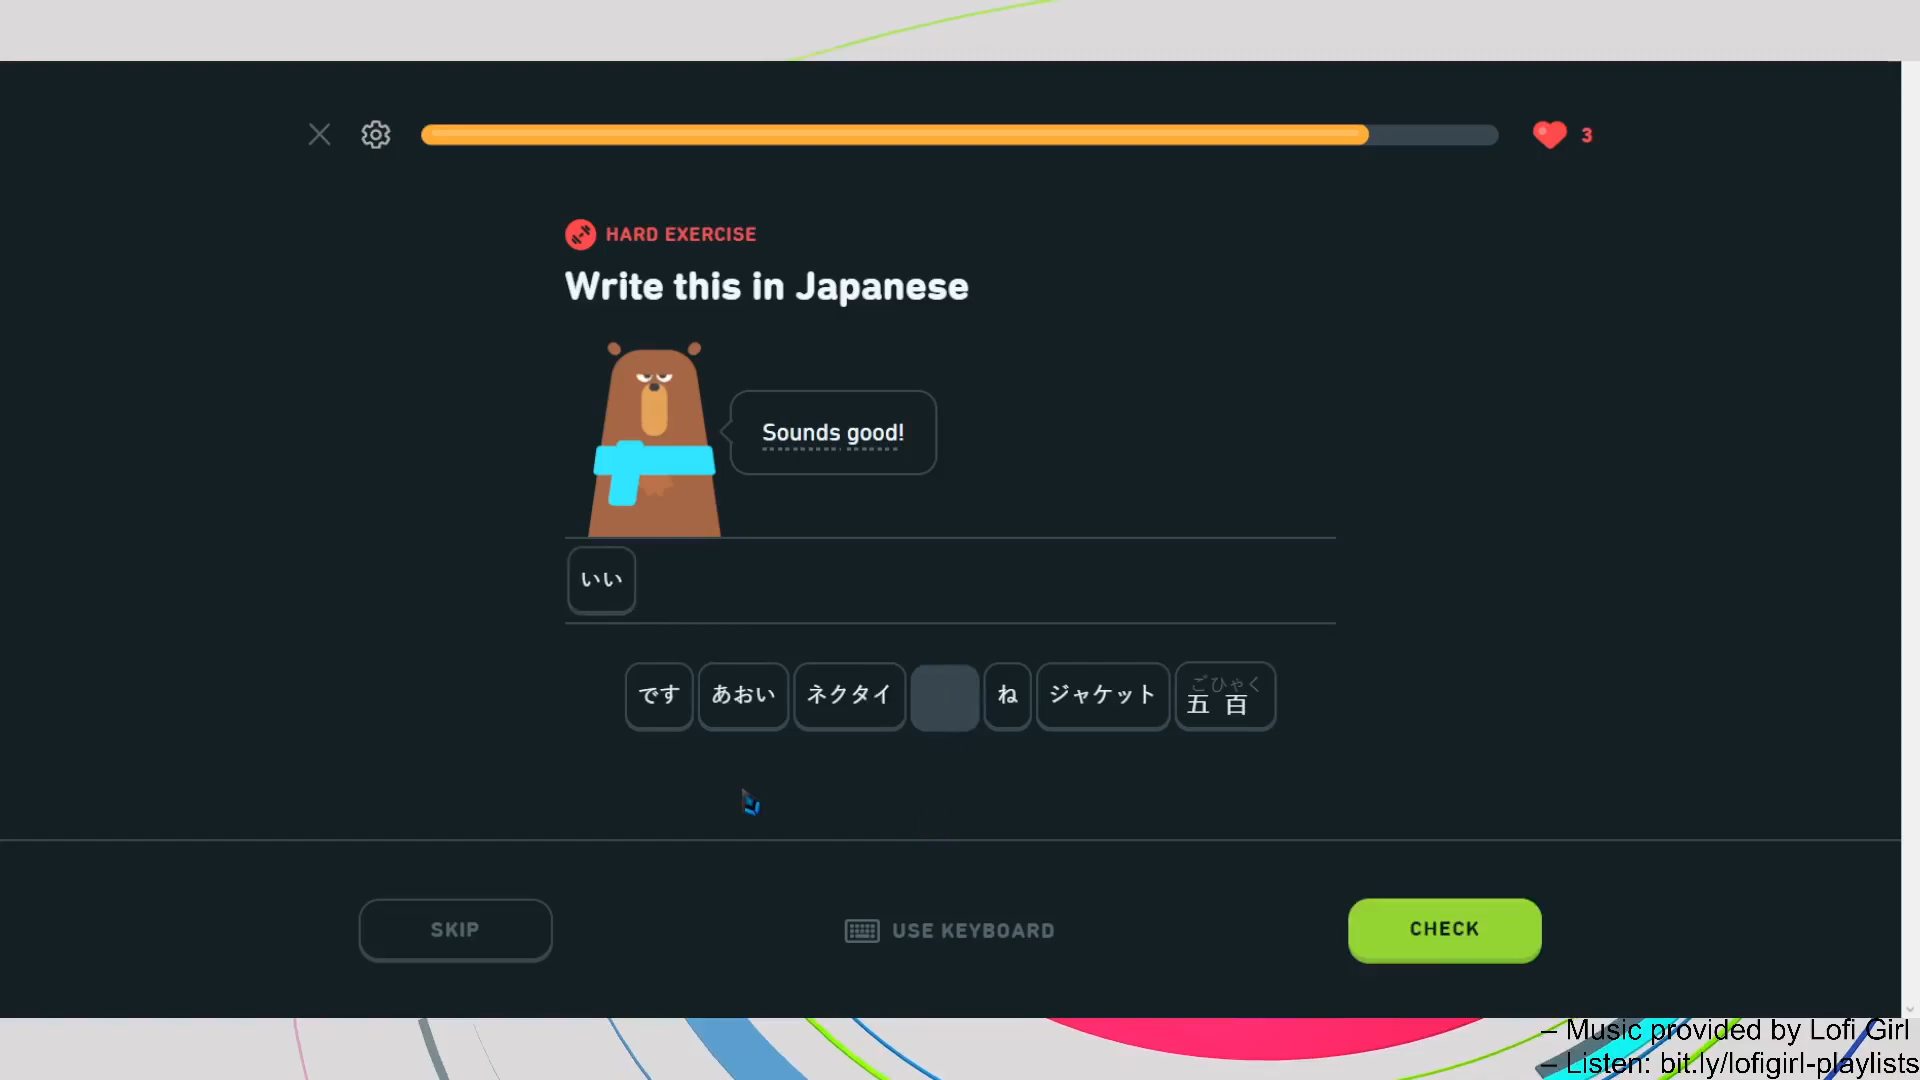 3
HARD EXERCISE
Write this in Japanese
Sounds good!
いい
です あおい ネクタイ ね ジャケット 五百
ごひゃく
SKIP USE KEYBOARD CHECK
– Music provided by Lofi Girl
– Listen: bit.ly/lofigirl-playlists